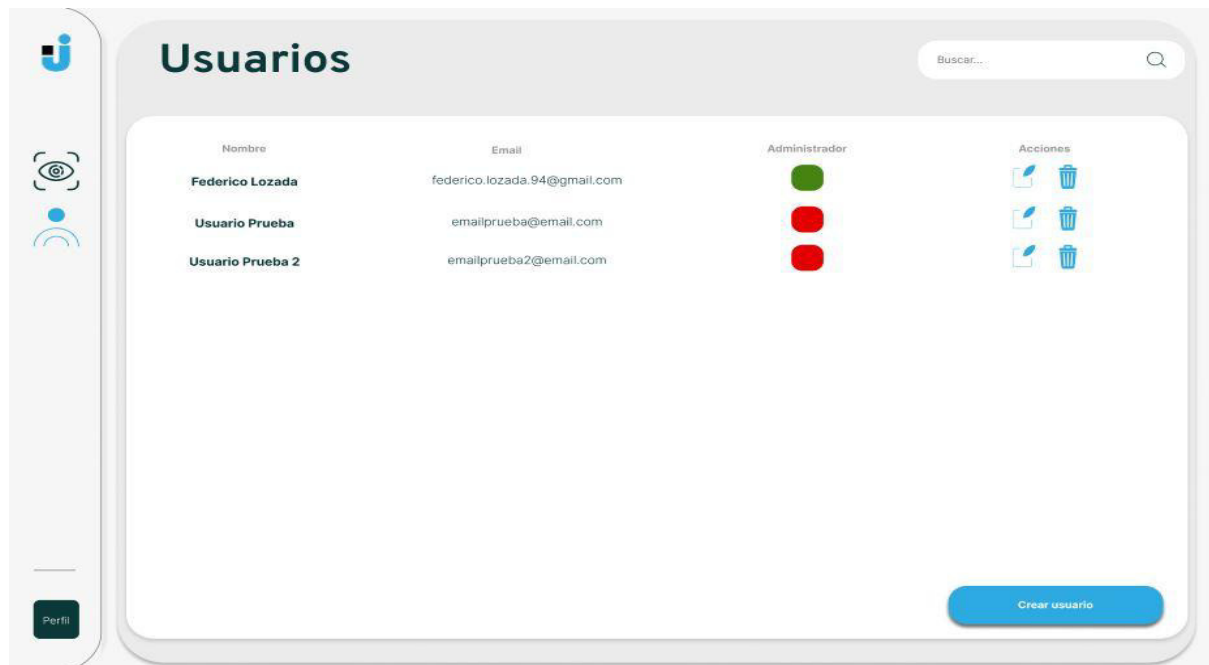 Usuarios
Buscar...
Nombre Email Administrador Acciones
Federico Lozada federico.lozada.94@gmail.com
Usuario Prueba emailprueba@email.com
Usuario Prueba 2 emailprueba2@email.com
Crear usuario
Perfil